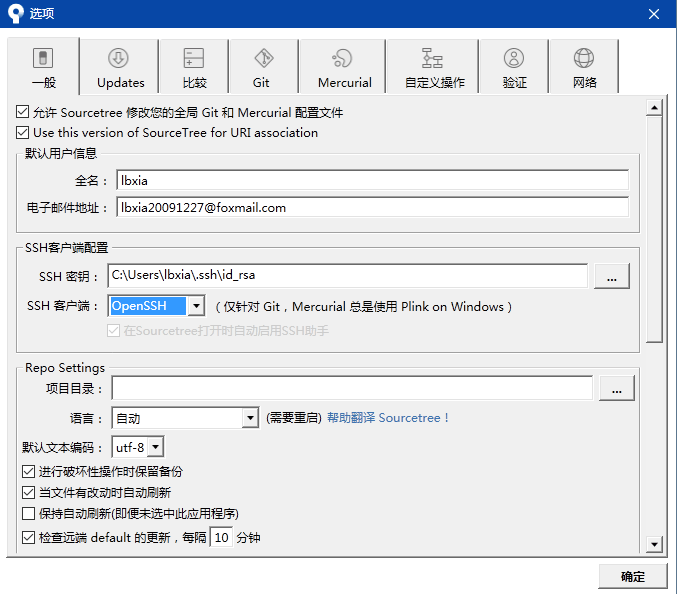 选项
一般 Updates 比较 Git Mercurial 自定义操作 验证 网络
允许 Sourcetree 修改您的全局 Git 和 Mercurial 配置文件
Use this version of SourceTree for URI association
默认用户信息
全名： lbxia
电子邮件地址： lbxia20091227@foxmail.com
SSH客户端配置
SSH 密钥： C:\Users\lbxia\.ssh\id_rsa ...
SSH 客户端： OpenSSH （仅针对 Git，Mercurial 总是使用 Plink on Windows）
在Sourcetree打开时自动启用SSH助手
Repo Settings
项目目录： ...
语言： 自动 (需要重启) 帮助翻译 Sourcetree！
默认文本编码： utf-8
进行破坏性操作时保留备份
当文件有改动时自动刷新
保持自动刷新(即便未选中此应用程序)
检查远端 default 的更新，每隔 10 分钟
确定